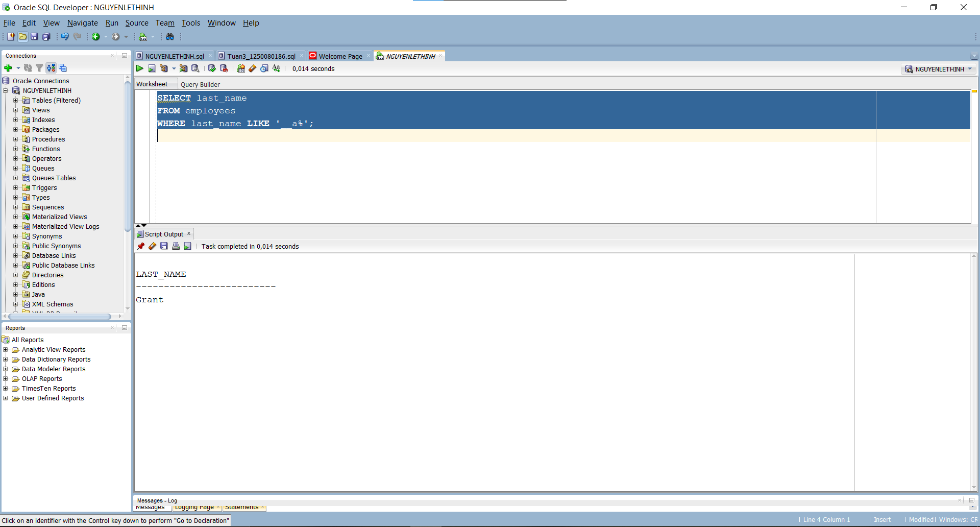 Oracle SQL Developer : NGUYENLETHINH
File Edit View Navigate Run Source Team Tools Window Help
Connections
NGUYENLETHINH.sql Tuan3_1250080186.sql Welcome Page NGUYENLETHINH
0,014 seconds
NGUYENLETHINH
Worksheet Query Builder
SELECT last_name
FROM employees
WHERE last_name LIKE '__a%';
Oracle Connections
NGUYENLETHINH
Tables (Filtered)
Views
Indexes
Packages
Procedures
Functions
Operators
Queues
Queues Tables
Triggers
Types
Sequences
Materialized Views
Materialized View Logs
Synonyms
Public Synonyms
Database Links
Public Database Links
Directories
Editions
Java
XML Schemas
Script Output
Task completed in 0,014 seconds
LAST_NAME
-------------------------
Grant
Reports
All Reports
Analytic View Reports
Data Dictionary Reports
Data Modeler Reports
OLAP Reports
TimesTen Reports
User Defined Reports
Messages - Log
Messages Logging Page Statements
Click on an identifier with the Control key down to perform "Go to Declaration"
Line 4 Column 1 Insert Modified Windows: CF